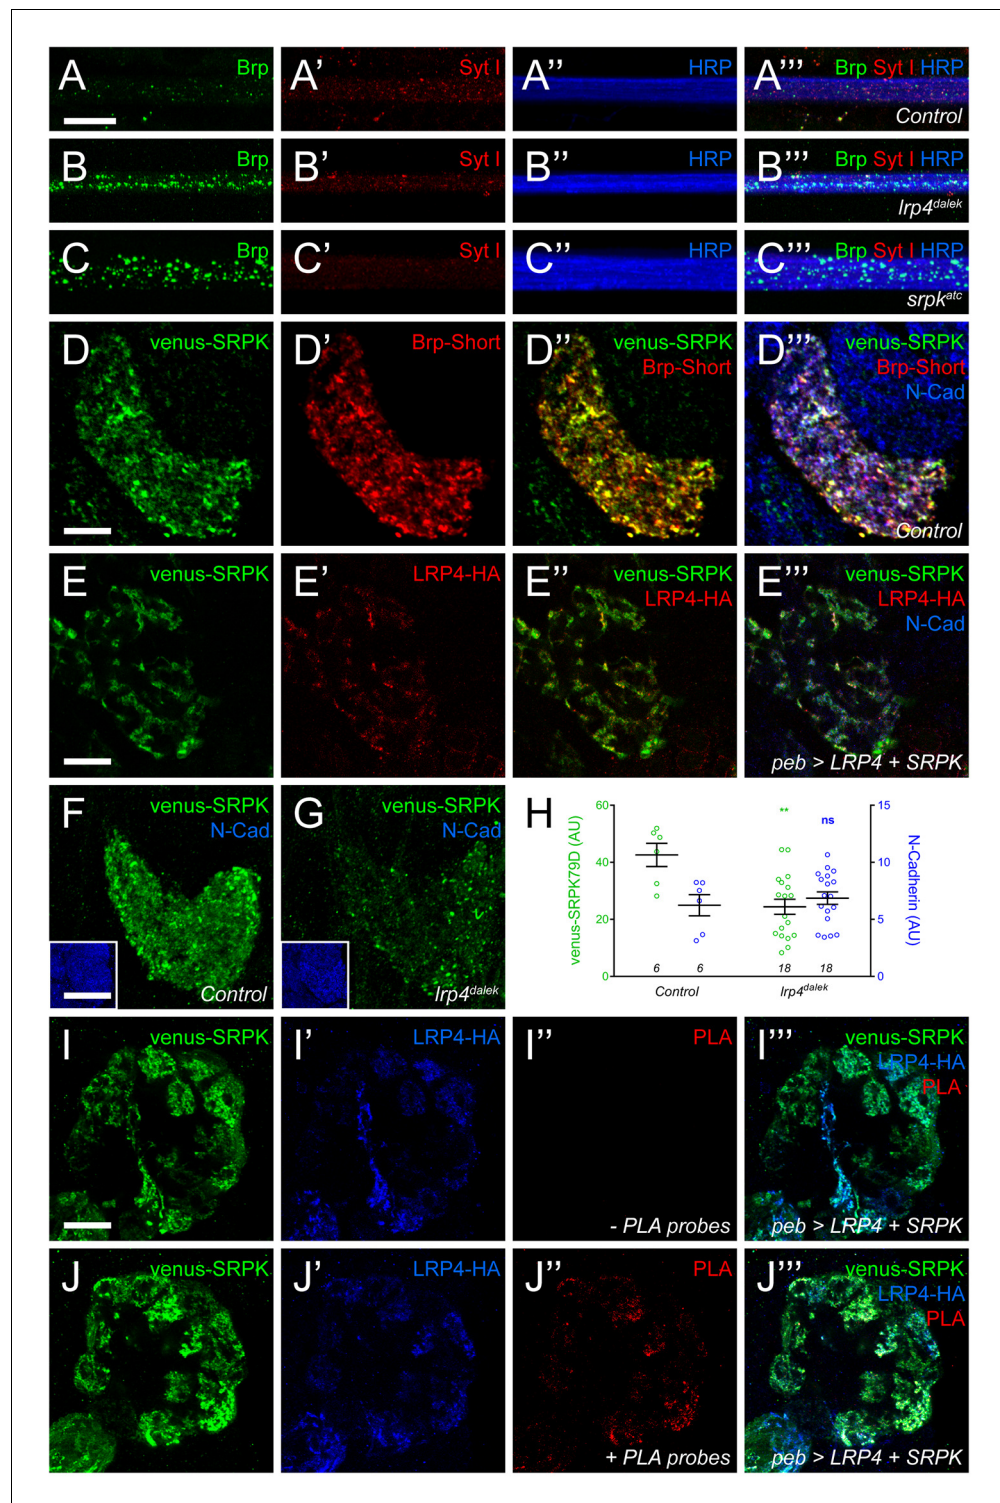 A Brp A' Syt I A'' HRP A''' Brp Syt I HRP
Control
B Brp B' Syt I B'' HRP B''' Brp Syt I HRP
lrp4dalek
C Brp C' Syt I C'' HRP C''' Brp Syt I HRP
srpkatc
D venus-SRPK D' Brp-Short D'' venus-SRPK D''' venus-SRPK
Brp-Short Brp-Short
N-Cad
Control
E venus-SRPK E' LRP4-HA E'' venus-SRPK E''' venus-SRPK
LRP4-HA LRP4-HA
N-Cad
peb > LRP4 + SRPK
F venus-SRPK G venus-SRPK H
N-Cad N-Cad
Control lrp4dalek
venus-SRPK79D (AU)
60
40
20
0
** ns
6 6 18 18
Control lrp4dalek
15
10
5
0
N-Cadherin (AU)
I venus-SRPK I' LRP4-HA I'' PLA I''' venus-SRPK
LRP4-HA
PLA
- PLA probes peb > LRP4 + SRPK
J venus-SRPK J' LRP4-HA J'' PLA J''' venus-SRPK
LRP4-HA
PLA
+ PLA probes peb > LRP4 + SRPK